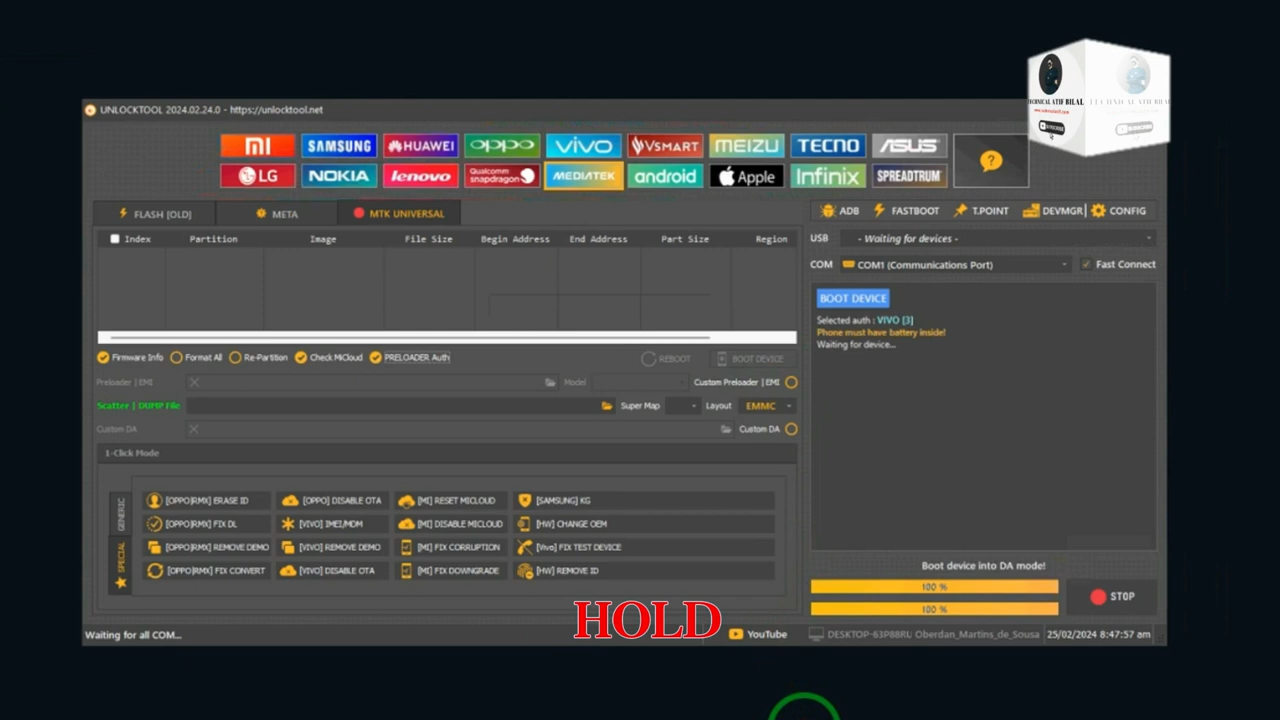 UNLOCKTOOL 2024.02.24.0 - https://unlocktool.net
TECHNICAL ATIF BILAL
TECHNICAL ATIF BILAL
SUBSCRIBE
SUBSCRIBE
MI SAMSUNG HUAWEI oppo vivo VSMART MEIZU TECNO ASUS ?
LG NOKIA lenovo Qualcomm snapdragon MEDIATEK android Apple Infinix SPREADTRUM
FLASH [OLD] META MTK UNIVERSAL
ADB FASTBOOT T.POINT DEVMGR CONFIG
Index Partition Image File Size Begin Address End Address Part Size Region
USB - Waiting for devices -
COM COM1 (Communications Port) Fast Connect
BOOT DEVICE
Selected auth : VIVO [3]
Phone must have battery inside!
Waiting for device...
Firmware Info Format All Re-Partition Check MiCloud PRELOADER Auth REBOOT BOOT DEVICE
Preloader | EMI Model Custom Preloader | EMI
Scatter | DUMP File Super Map Layout EMMC
Custom DA Custom DA
1-Click Mode
GENERIC
SPECIAL
[OPPO|RMX] ERASE ID [OPPO] DISABLE OTA [MI] RESET MICLOUD [SAMSUNG] KG
[OPPO|RMX] FIX DL [VIVO] IMEI/MDM [MI] DISABLE MICLOUD [HW] CHANGE OEM
[OPPO|RMX] REMOVE DEMO [VIVO] REMOVE DEMO [MI] FIX CORRUPTION [Vivo] FIX TEST DEVICE
[OPPO|RMX] FIX CONVERT [VIVO] DISABLE OTA [MI] FIX DOWNGRADE [HW] REMOVE ID
Boot device into DA mode!
100 %
100 %
STOP
HOLD
Waiting for all COM... YouTube DESKTOP-63P88RU Oberdan_Martins_de_Sousa 25/02/2024 8:47:57 am